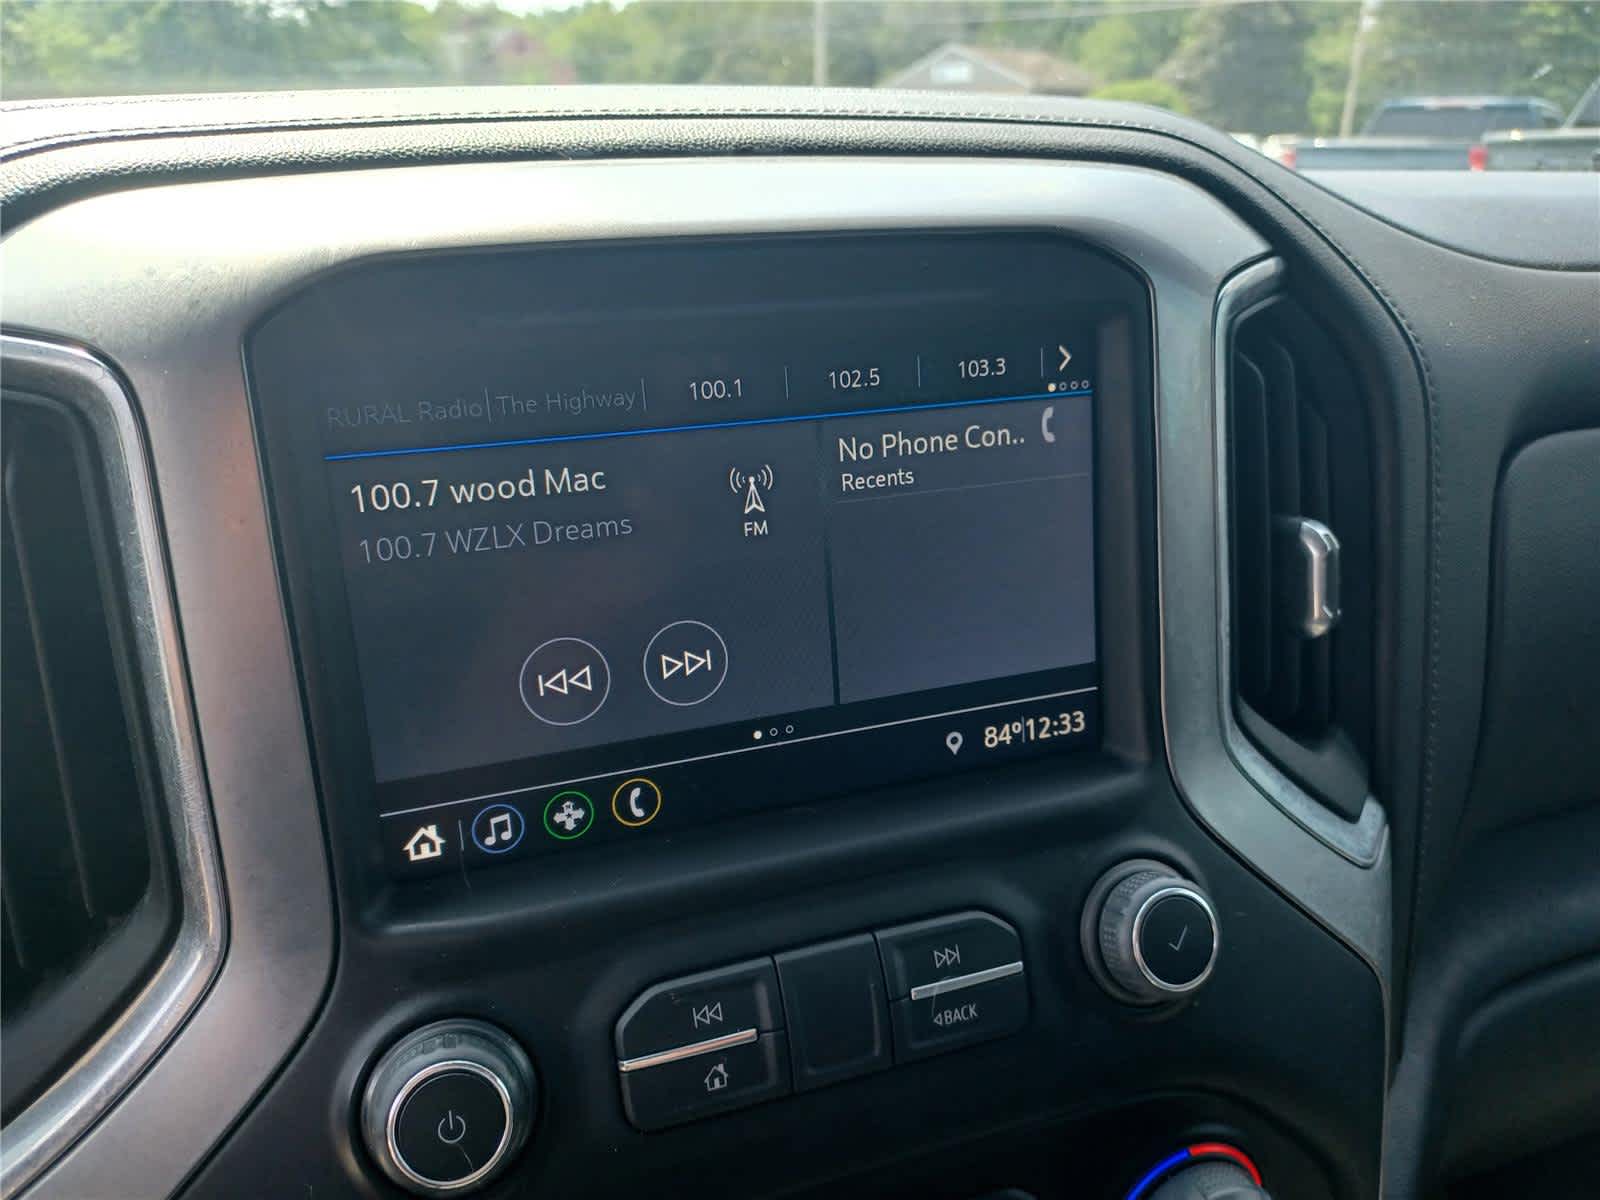 RURAL Radio The Highway 100.1 102.5 103.3
100.7 wood Mac
100.7 WZLX Dreams
FM
No Phone Con..
Recents
84° 12:33
BACK